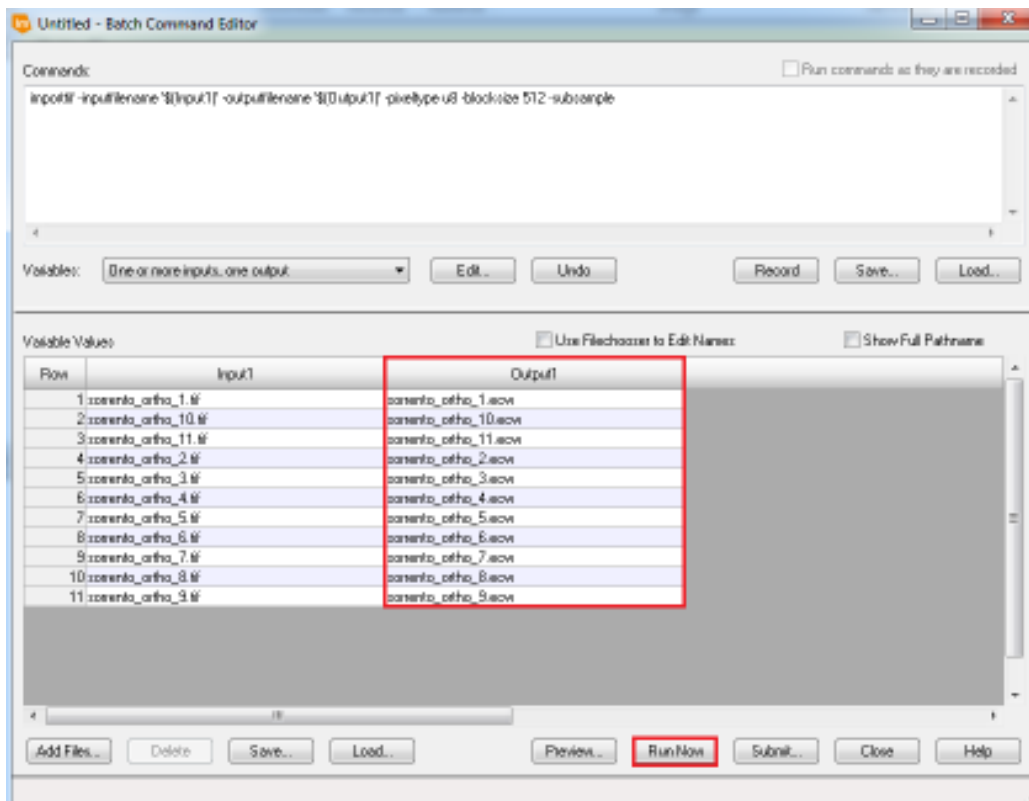 Untitled - Batch Command Editor
Commands:
Run commands as they are recorded
importtif -inputfilename "$(Input1)" -outputfilename "$(Output1)" -pixeltype u8 -blocksize 512 -subsample
Variables: One or more inputs, one output Edit... Undo Record Save... Load...
Variable Values
Use Filechooser to Edit Names
Show Full Pathname
Row Input1 Output1
1 sorrento_ortho_1.tif sorrento_ortho_1.ecw
2 sorrento_ortho_10.tif sorrento_ortho_10.ecw
3 sorrento_ortho_11.tif sorrento_ortho_11.ecw
4 sorrento_ortho_2.tif sorrento_ortho_2.ecw
5 sorrento_ortho_3.tif sorrento_ortho_3.ecw
6 sorrento_ortho_4.tif sorrento_ortho_4.ecw
7 sorrento_ortho_5.tif sorrento_ortho_5.ecw
8 sorrento_ortho_6.tif sorrento_ortho_6.ecw
9 sorrento_ortho_7.tif sorrento_ortho_7.ecw
10 sorrento_ortho_8.tif sorrento_ortho_8.ecw
11 sorrento_ortho_9.tif sorrento_ortho_9.ecw
Add Files... Delete Save... Load... Preview... Run Now Submit... Close Help